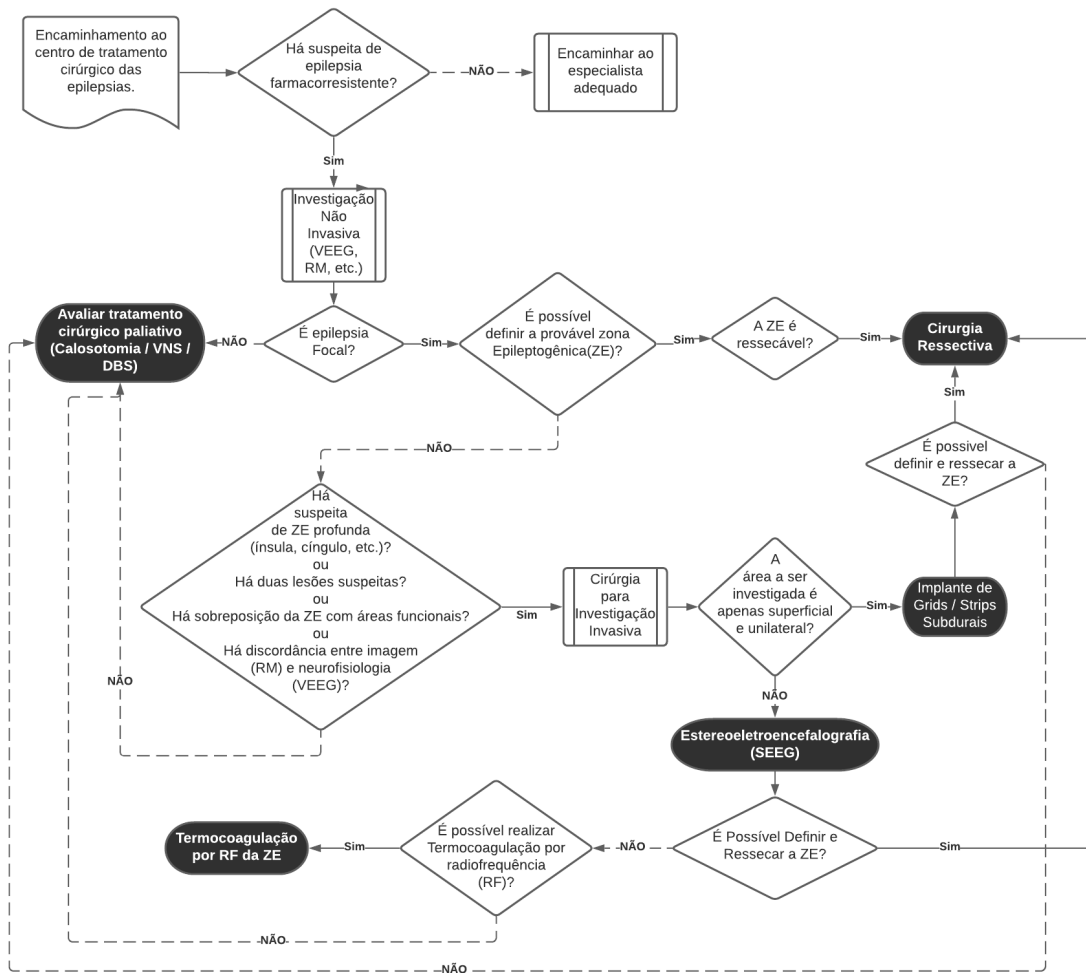 Encaminhamento ao
centro de tratamento
cirúrgico das
epilepsias.
Há suspeita de
epilepsia
farmacorresistente?
NÃO
Encaminhar ao
especialista
adequado
Sim
Investigação
Não
Invasiva
(VEEG,
RM, etc.)
Avaliar tratamento
cirúrgico paliativo
(Calosotomia / VNS /
DBS)
NÃO
É epilepsia
Focal?
Sim
É possível
definir a provável zona
Epileptogênica(ZE)?
Sim
A ZE é
ressecável?
Sim
Cirurgia
Ressectiva
Sim
É possivel
definir e ressecar a
ZE?
NÃO
Há
suspeita
de ZE profunda
(ínsula, cíngulo, etc.)?
ou
Há duas lesões suspeitas?
ou
Há sobreposição da ZE com áreas funcionais?
ou
Há discordância entre imagem
(RM) e neurofisiologia
(VEEG)?
Sim
Cirúrgia
para
Investigação
Invasiva
A
área a ser
investigada é
apenas superficial
e unilateral?
Sim
Implante de
Grids / Strips
Subdurais
NÃO
NÃO
Estereoeletroencefalografia
(SEEG)
Termocoagulação
por RF da ZE
Sim
É possível realizar
Termocoagulação por
radiofrequência
(RF)?
NÃO
É Possível Definir e
Ressecar a ZE?
Sim
NÃO
NÃO